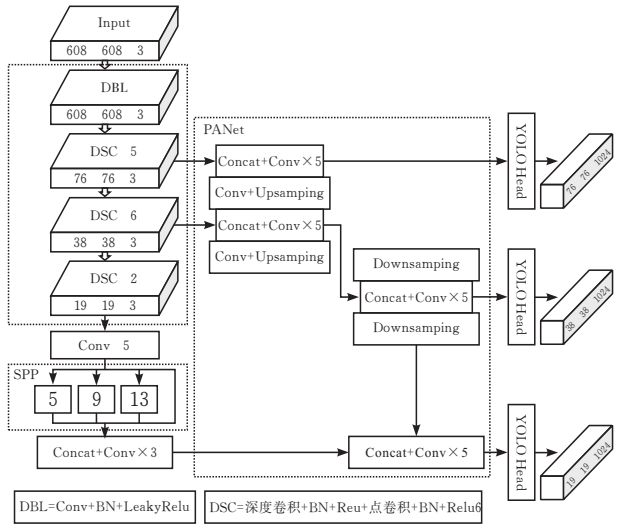 Input
608 608 3
DBL
608 608 3
DSC 5
76 76 3
DSC 6
38 38 3
DSC 2
19 19 3
Conv 5
SPP
5 9 13
Concat+Conv×3
PANet
Concat+Conv×5
Conv+Upsamping
Concat+Conv×5
Conv+Upsamping
Downsamping
Concat+Conv×5
Downsamping
Concat+Conv×5
YOLO Head
76 76 1024
YOLO Head
38 38 1024
YOLO Head
19 19 1024
DBL=Conv+BN+LeakyRelu
DSC=深度卷积+BN+Reu+点卷积+BN+Relu6